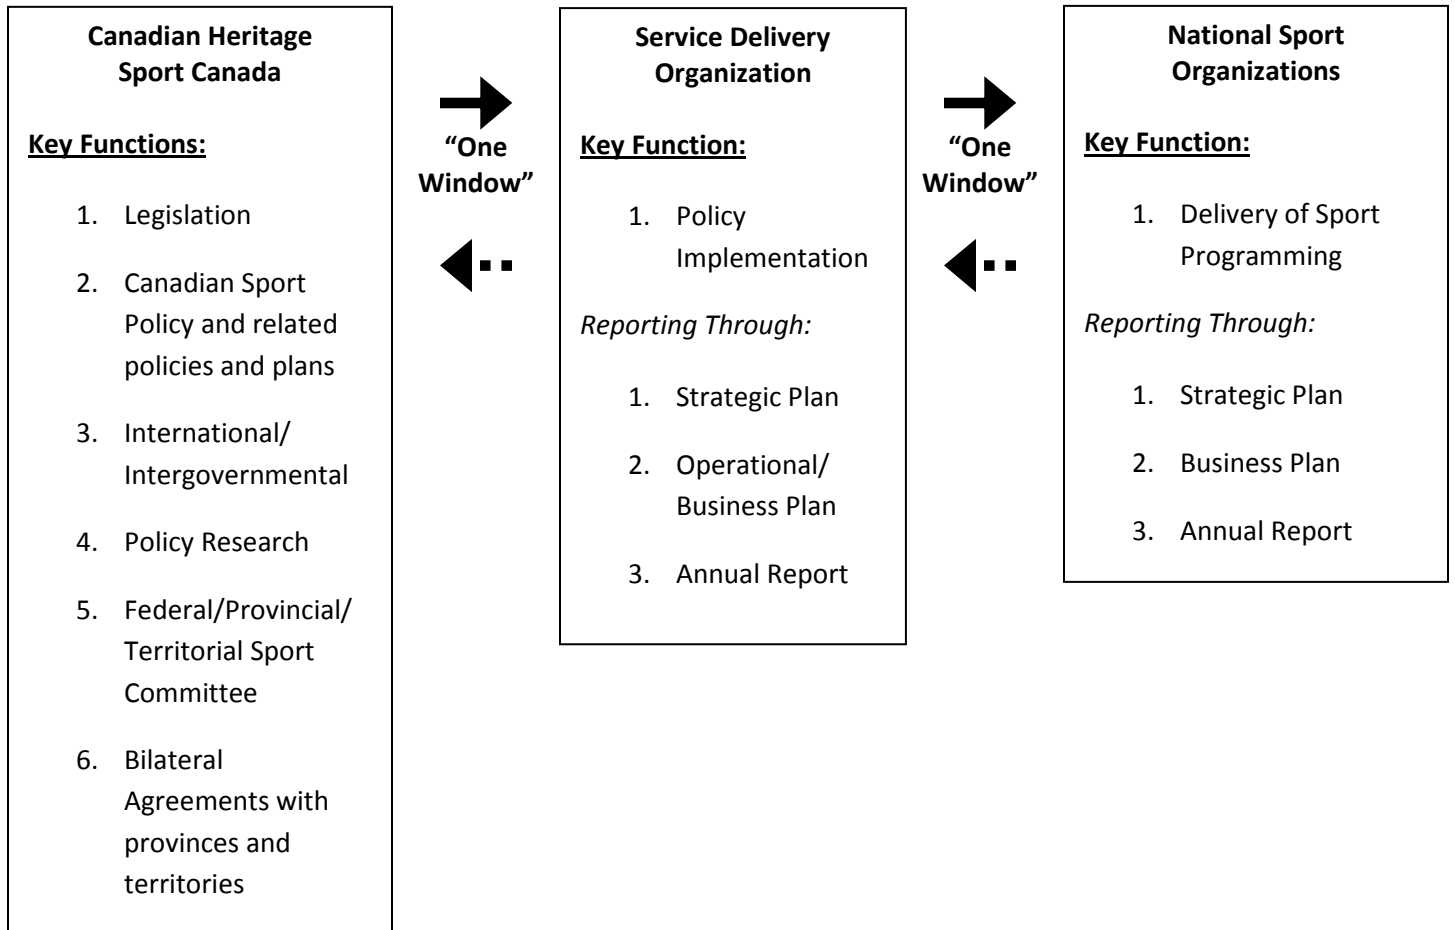 Canadian Heritage
Sport Canada
Key Functions:
1. Legislation
2. Canadian Sport
Policy and related
policies and plans
3. International/
Intergovernmental
4. Policy Research
5. Federal/Provincial/
Territorial Sport
Committee
6. Bilateral
Agreements with
provinces and
territories
“One
Window”
Service Delivery
Organization
Key Function:
1. Policy
Implementation
Reporting Through:
1. Strategic Plan
2. Operational/
Business Plan
3. Annual Report
“One
Window”
National Sport
Organizations
Key Function:
1. Delivery of Sport
Programming
Reporting Through:
1. Strategic Plan
2. Business Plan
3. Annual Report